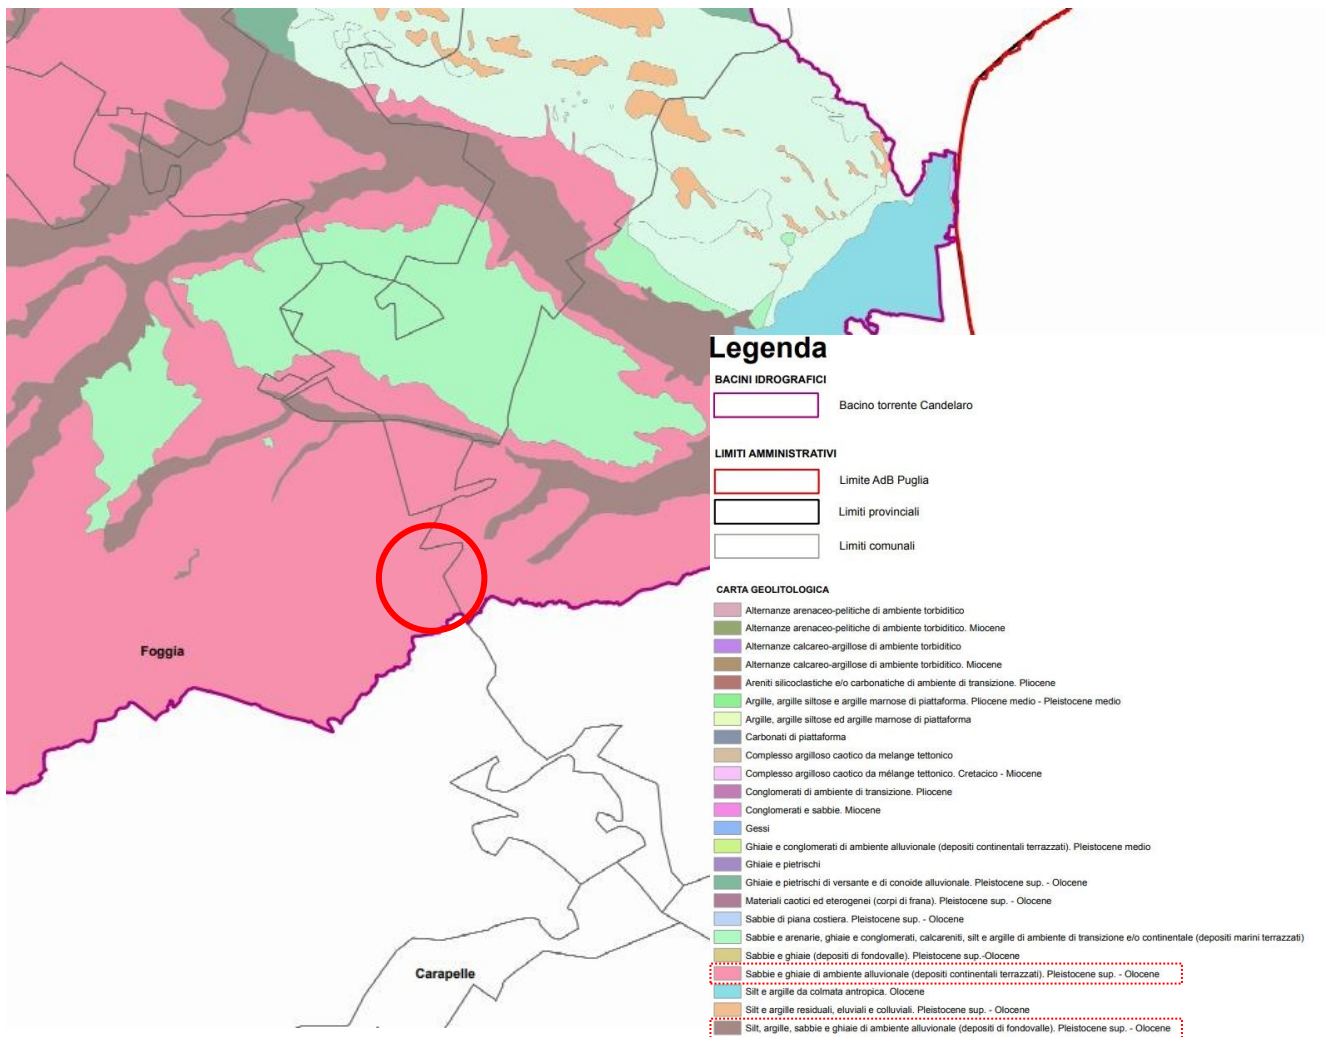 Foggia
Carapelle
Legenda
BACINI IDROGRAFICI
Bacino torrente Candelaro
LIMITI AMMINISTRATIVI
Limite AdB Puglia
Limiti provinciali
Limiti comunali
CARTA GEOLITOLOGICA
Alternanze arenaceo-pelitiche di ambiente torbiditico
Alternanze arenaceo-pelitiche di ambiente torbiditico. Miocene
Alternanze calcareo-argillose di ambiente torbiditico
Alternanze calcareo-argillose di ambiente torbiditico. Miocene
Areniti silicoclastiche e/o carbonatiche di ambiente di transizione. Pliocene
Argille, argille siltose e argille marnose di piattaforma. Pliocene medio - Pleistocene medio
Argille, argille siltose ed argille marnose di piattaforma
Carbonati di piattaforma
Complesso argilloso caotico da melange tettonico
Complesso argilloso caotico da mélange tettonico. Cretacico - Miocene
Conglomerati di ambiente di transizione. Pliocene
Conglomerati e sabbie. Miocene
Gessi
Ghiaie e conglomerati di ambiente alluvionale (depositi continentali terrazzati). Pleistocene medio
Ghiaie e pietrischi
Ghiaie e pietrischi di versante e di conoide alluvionale. Pleistocene sup. - Olocene
Materiali caotici ed eterogenei (corpi di frana). Pleistocene sup. - Olocene
Sabbie di piana costiera. Pleistocene sup. - Olocene
Sabbie e arenarie, ghiaie e conglomerati, calcareniti, silt e argille di ambiente di transizione e/o continentale (depositi marini terrazzati)
Sabbie e ghiaie (depositi di fondovalle). Pleistocene sup.-Olocene
Sabbie e ghiaie di ambiente alluvionale (depositi continentali terrazzati). Pleistocene sup. - Olocene
Silt e argille da colmata antropica. Olocene
Silt e argille residuali, eluviali e colluviali. Pleistocene sup. - Olocene
Silt, argille, sabbie e ghiaie di ambiente alluvionale (depositi di fondovalle). Pleistocene sup. - Olocene